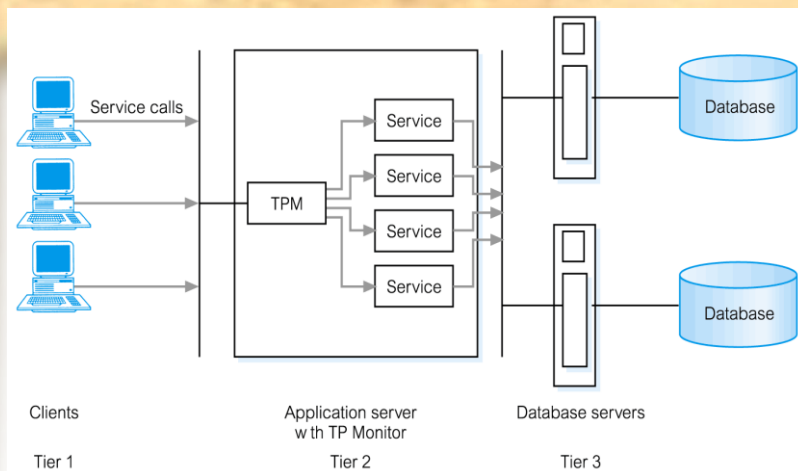 Service calls
TPM
Service
Service
Service
Service
Database
Database
Clients
Application server
w th TP Monitor
Database servers
Tier 1
Tier 2
Tier 3